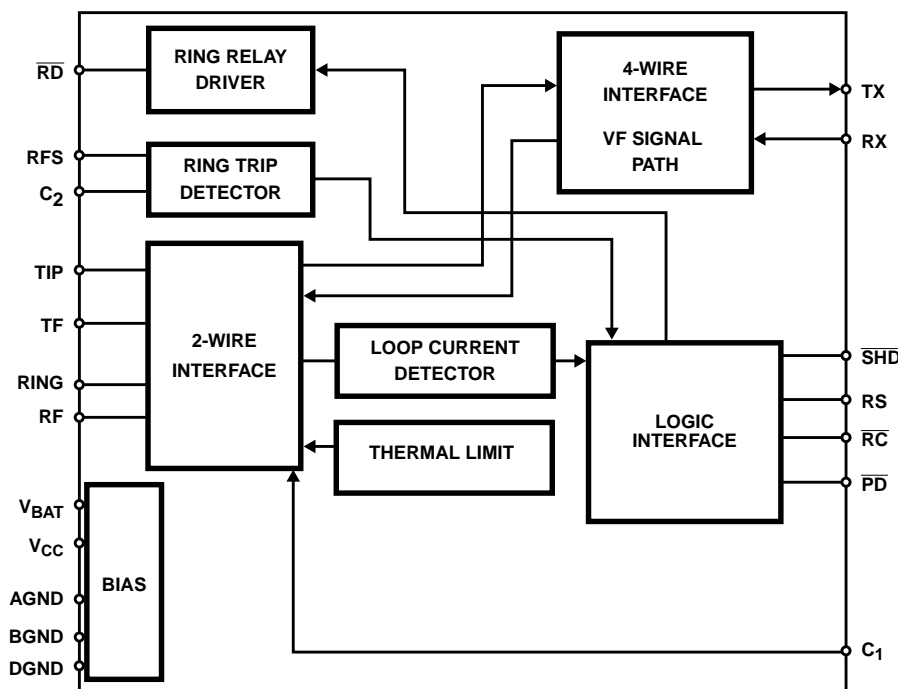 RING RELAY
DRIVER
RD
RFS
C2
RING TRIP
DETECTOR
4-WIRE
INTERFACE
VF SIGNAL
PATH
TX
RX
TIP
TF
RING
RF
2-WIRE
INTERFACE
LOOP CURRENT
DETECTOR
THERMAL LIMIT
LOGIC
INTERFACE
SHD
RS
RC
PD
VBAT
VCC
AGND
BGND
DGND
BIAS
C1